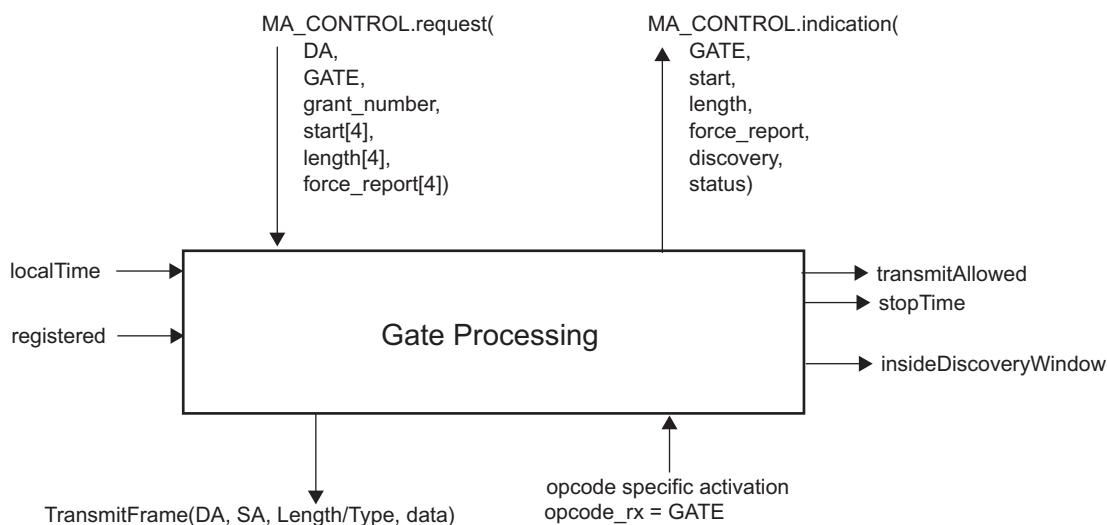 MA_CONTROL.request(
DA,
GATE,
grant_number,
start[4],
length[4],
force_report[4])
MA_CONTROL.indication(
GATE,
start,
length,
force_report,
discovery,
status)
localTime
registered
Gate Processing
transmitAllowed
stopTime
insideDiscoveryWindow
TransmitFrame(DA, SA, Length/Type, data)
opcode specific activation
opcode_rx = GATE